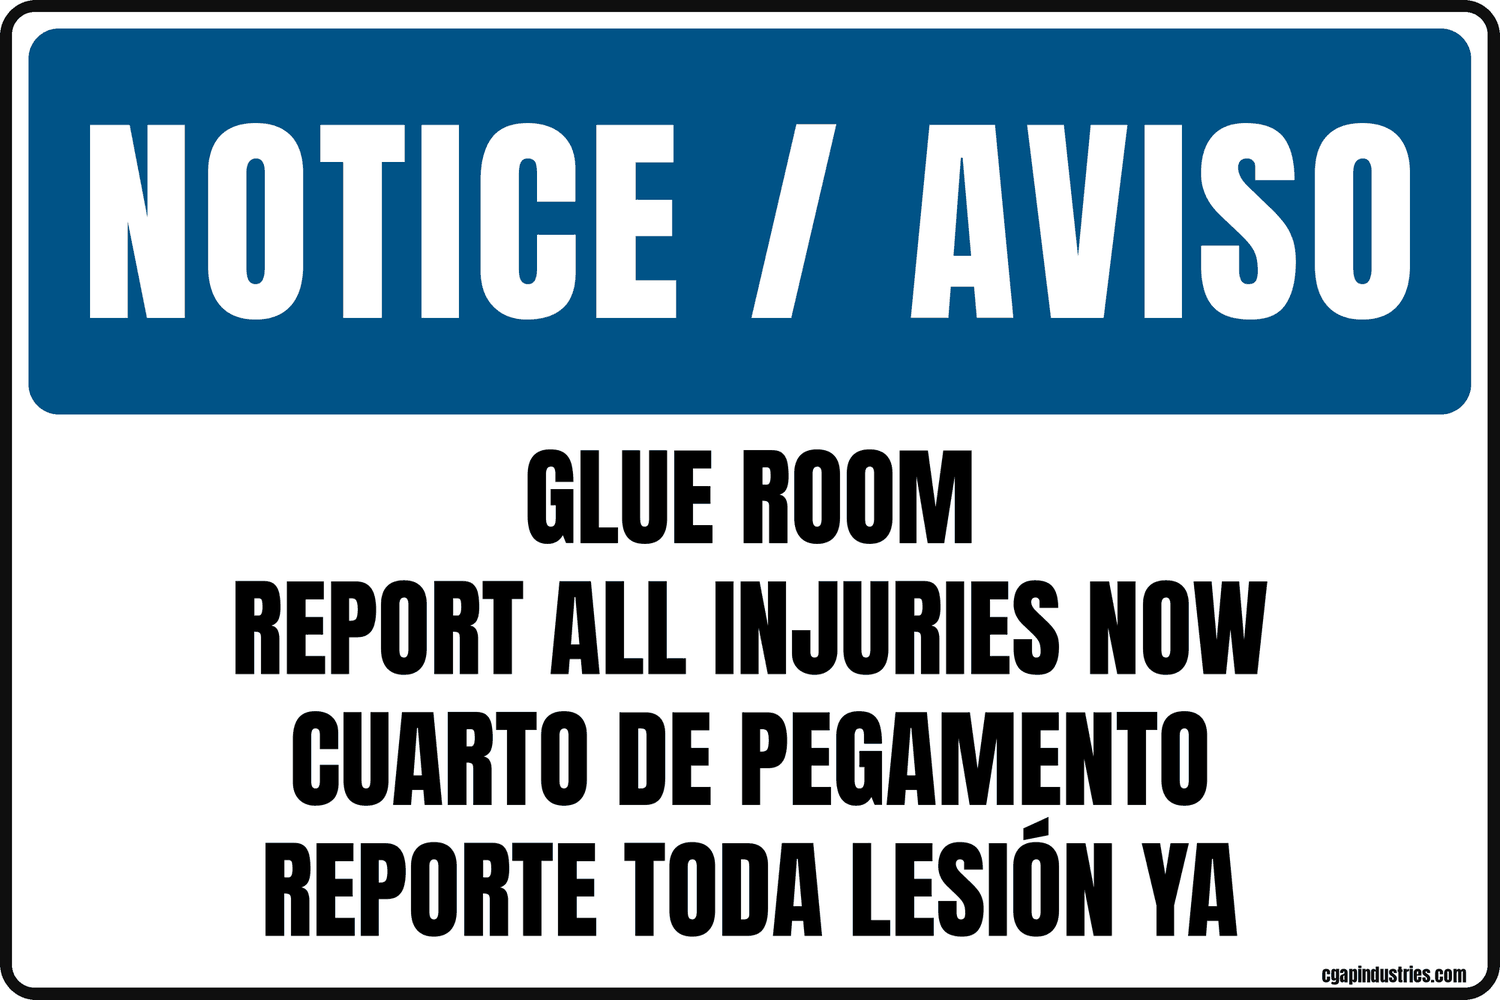 NOTICE / AVISO
GLUE ROOM
REPORT ALL INJURIES NOW
CUARTO DE PEGAMENTO
REPORTE TODA LESIÓN YA
cgapindustries.com